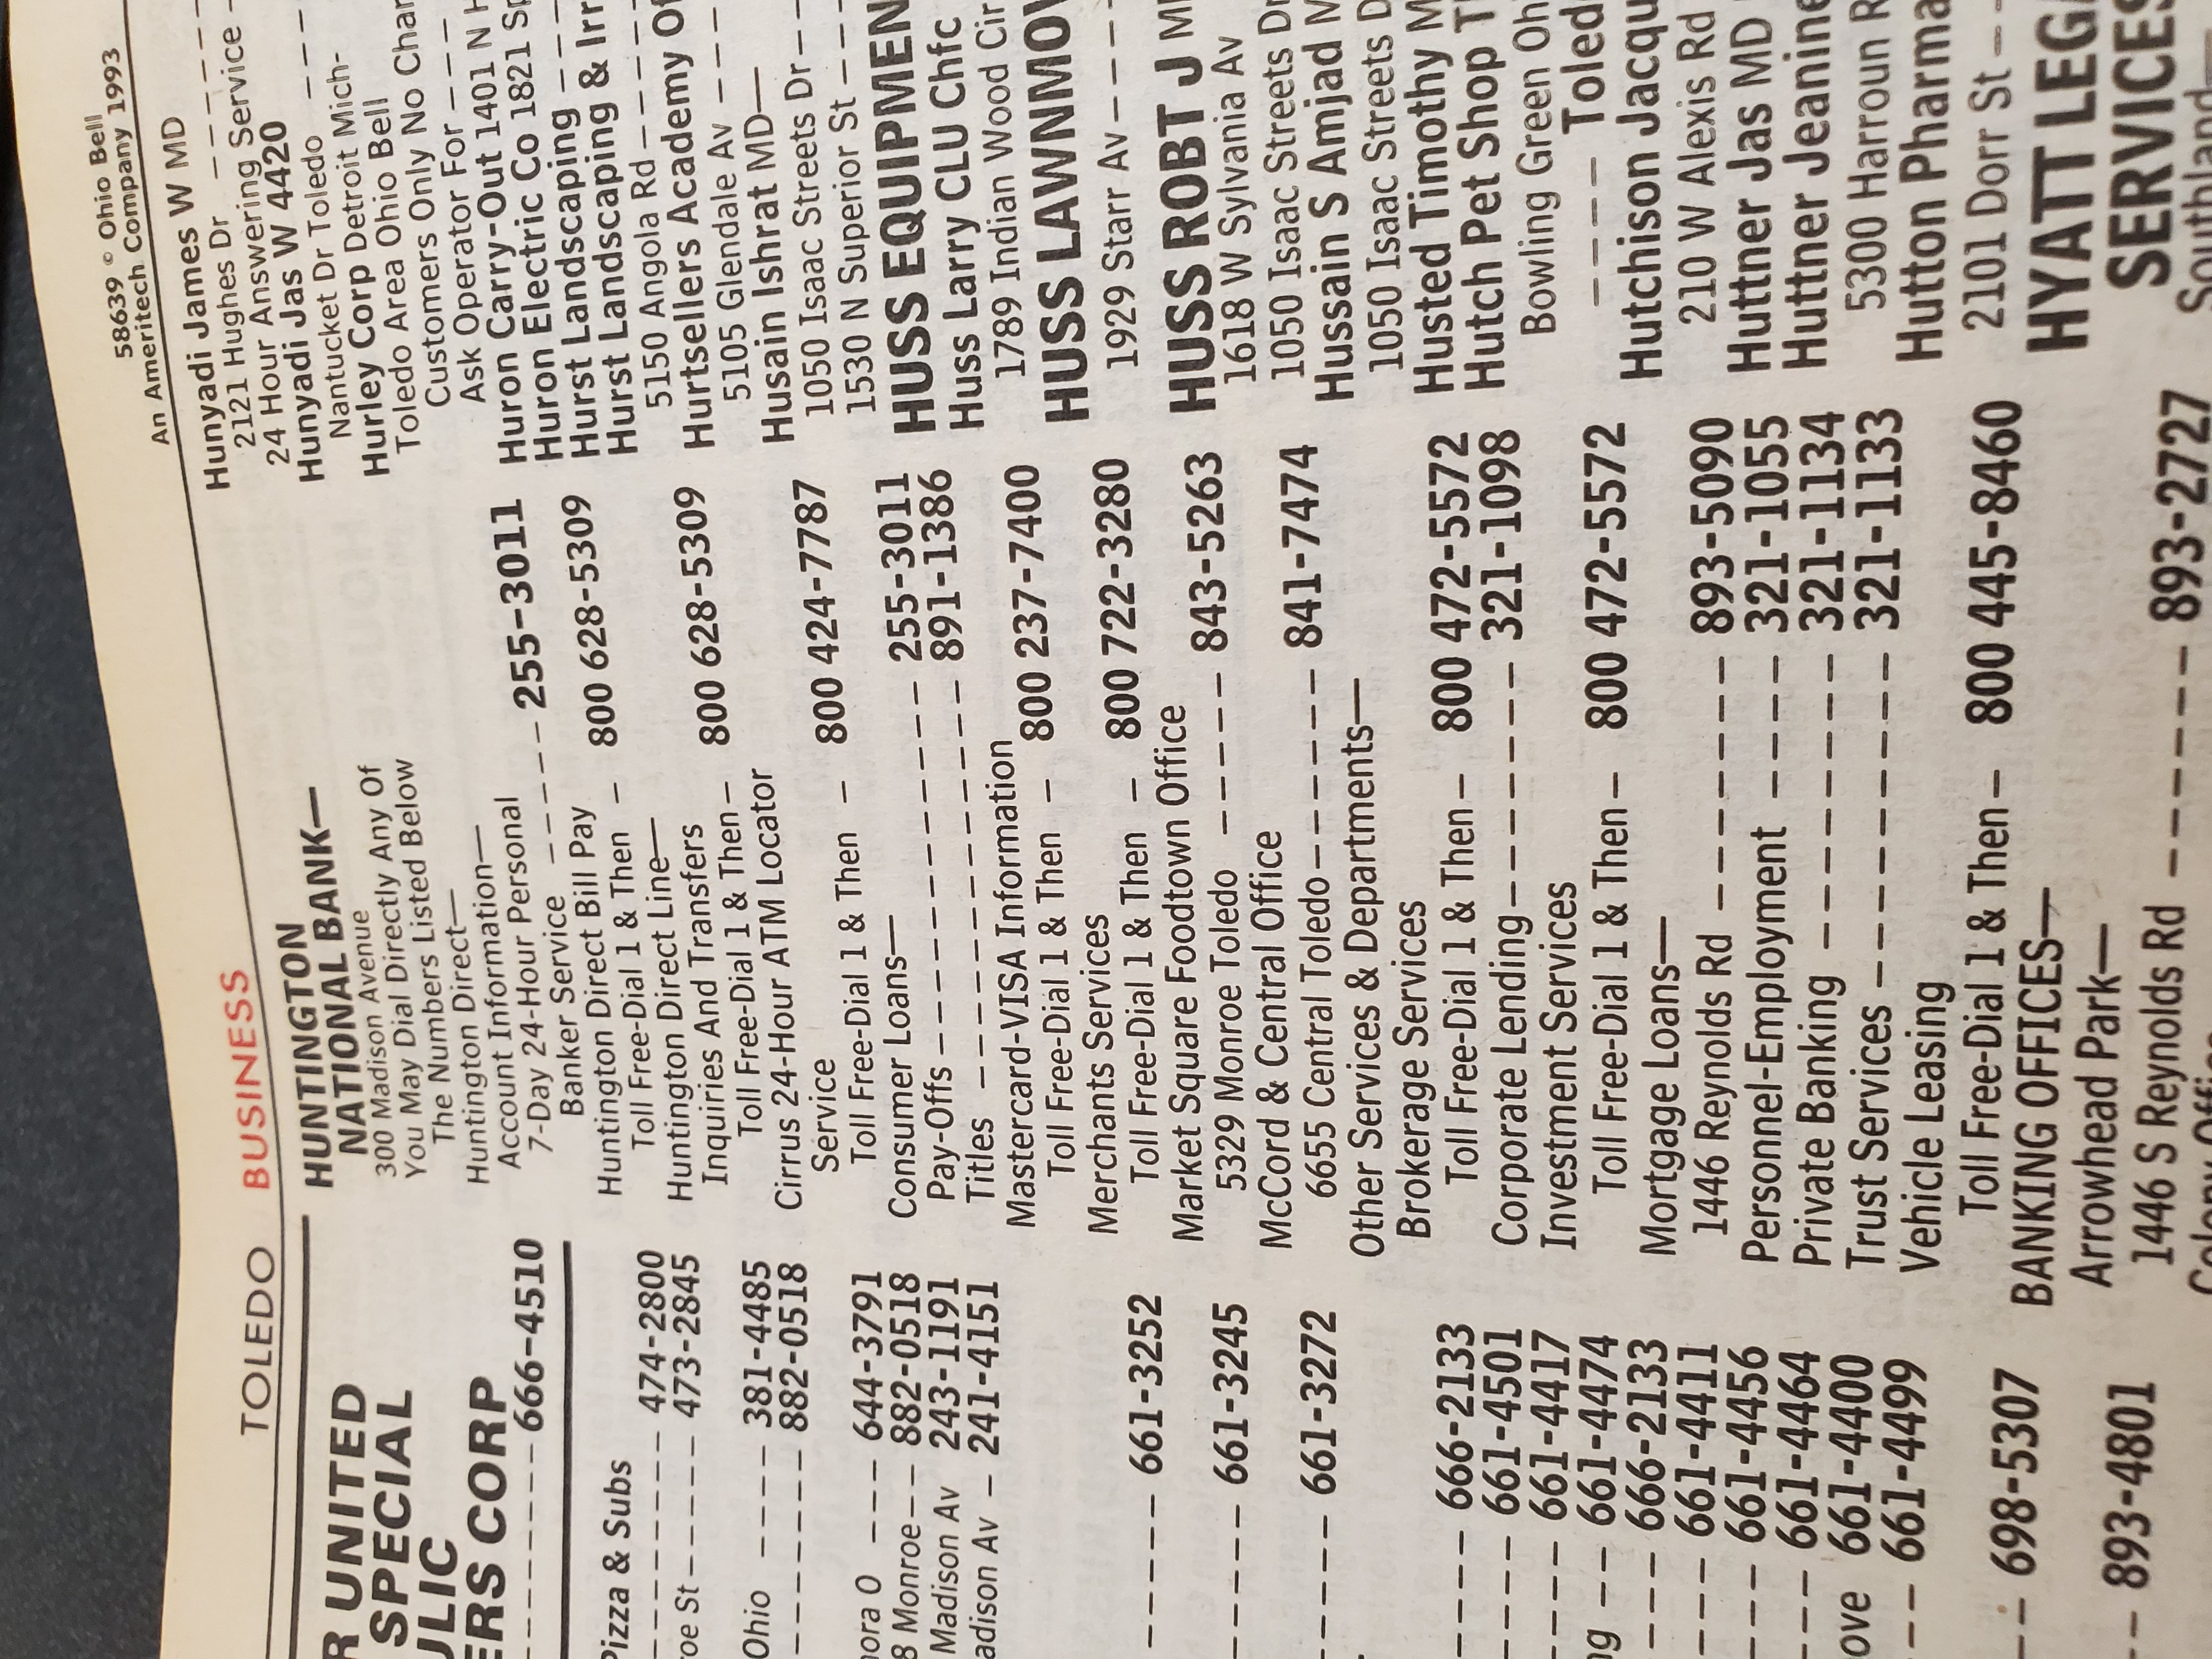 TOLEDO BUSINESS
58639 © Ohio Bell
An Ameritech Company 1993
UNITED
SPECIAL
ERS CORP
------------ 666-4510
Pizza & Subs
--------- 474-2800
roe St ------ 473-2845
Ohio ---- 381-4485
--------- 882-0518
nora O --- 644-3791
8 Monroe -- 882-0518
Madison Av 243-1191
adison Av - 241-4151
----- 661-3252
----- 661-3245
----- 661-3272
---- 666-2133
---- 661-4501
---- 661-4417
ng --- 661-4474
---- 666-2133
---- 661-4411
---- 661-4456
---- 661-4464
ove 661-4400
--- 661-4499
-- 698-5307
-- 893-4801
HUNTINGTON
NATIONAL BANK—
300 Madison Avenue
You May Dial Directly Any Of
The Numbers Listed Below
Huntington Direct—
Account Information—
7-Day 24-Hour Personal
Banker Service ------ 255-3011
Huntington Direct Bill Pay
Toll Free-Dial 1 & Then - 800 628-5309
Huntington Direct Line—
Inquiries And Transfers
Toll Free-Dial 1 & Then - 800 628-5309
Cirrus 24-Hour ATM Locator
Service
Toll Free-Dial 1 & Then - 800 424-7787
Consumer Loans—
Pay-Offs ----------- 255-3011
Titles ------------ 891-1386
Mastercard-VISA Information
Toll Free-Dial 1 & Then - 800 237-7400
Merchants Services
Toll Free-Dial 1 & Then - 800 722-3280
Market Square Foodtown Office
5329 Monroe Toledo ----- 843-5263
McCord & Central Office
6655 Central Toledo ------ 841-7474
Other Services & Departments—
Brokerage Services
Toll Free-Dial 1 & Then - 800 472-5572
Corporate Lending -------- 321-1098
Investment Services
Toll Free-Dial 1 & Then - 800 472-5572
Mortgage Loans—
1446 Reynolds Rd -------- 893-5090
Personnel-Employment ---- 321-1055
Private Banking --------- 321-1134
Trust Services ---------- 321-1133
Vehicle Leasing
Toll Free-Dial 1 & Then - 800 445-8460
BANKING OFFICES—
Arrowhead Park—
1446 S Reynolds Rd ------ 893-2727
Hunyadi James W MD
2121 Hughes Dr -----
24 Hour Answering Service -
Hunyadi Jas W 4420
Nantucket Dr Toledo ---
Hurley Corp Detroit Mich-
Toledo Area Ohio Bell
Customers Only No Char
Ask Operator For ----
Huron Carry-Out 1401 N H
Huron Electric Co 1821 Sp
Hurst Landscaping ----
Hurst Landscaping & Irr
5150 Angola Rd -----
Hurtsellers Academy Of
5105 Glendale Av ----
Husain Ishrat MD—
1050 Isaac Streets Dr --
1530 N Superior St ---
HUSS EQUIPMEN
Huss Larry CLU Chfc
1789 Indian Wood Cir
HUSS LAWNMOW
1929 Starr Av ----
HUSS ROBT J M
1618 W Sylvania Av
1050 Isaac Streets Dr
Hussain S Amjad M
1050 Isaac Streets D
Husted Timothy M
Hutch Pet Shop T
Bowling Green Oh
---- Toled
Hutchison Jacqu
210 W Alexis Rd
Huttner Jas MD
Huttner Jeanine
5300 Harroun R
Hutton Pharma
2101 Dorr St --
HYATT LEGA
SERVICES
Southland